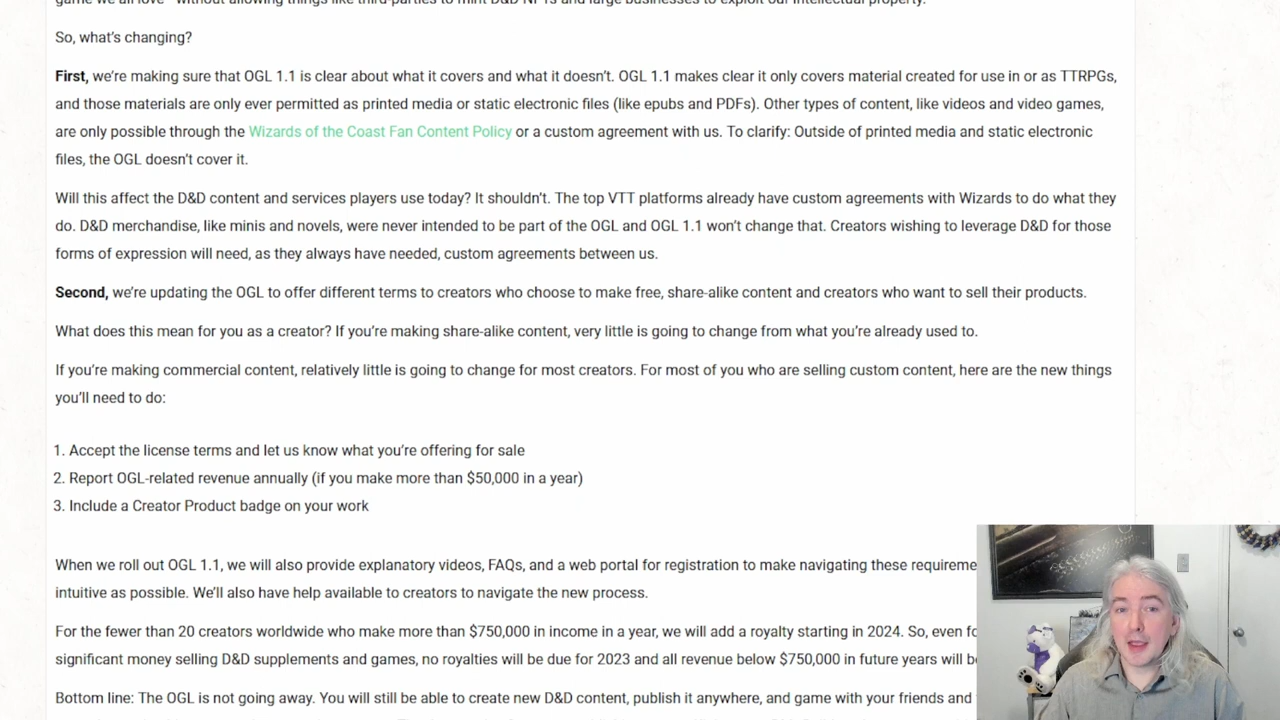 game we all love—without allowing things like third-parties to mint D&D NFTs and large businesses to exploit our intellectual property.
So, what's changing?
First, we're making sure that OGL 1.1 is clear about what it covers and what it doesn't. OGL 1.1 makes clear it only covers material created for use in or as TTRPGs,
and those materials are only ever permitted as printed media or static electronic files (like epubs and PDFs). Other types of content, like videos and video games,
are only possible through the Wizards of the Coast Fan Content Policy or a custom agreement with us. To clarify: Outside of printed media and static electronic
files, the OGL doesn't cover it.
Will this affect the D&D content and services players use today? It shouldn't. The top VTT platforms already have custom agreements with Wizards to do what they
do. D&D merchandise, like minis and novels, were never intended to be part of the OGL and OGL 1.1 won't change that. Creators wishing to leverage D&D for those
forms of expression will need, as they always have needed, custom agreements between us.
Second, we're updating the OGL to offer different terms to creators who choose to make free, share-alike content and creators who want to sell their products.
What does this mean for you as a creator? If you're making share-alike content, very little is going to change from what you're already used to.
If you're making commercial content, relatively little is going to change for most creators. For most of you who are selling custom content, here are the new things
you'll need to do:
1. Accept the license terms and let us know what you're offering for sale
2. Report OGL-related revenue annually (if you make more than $50,000 in a year)
3. Include a Creator Product badge on your work
When we roll out OGL 1.1, we will also provide explanatory videos, FAQs, and a web portal for registration to make navigating these requireme
intuitive as possible. We'll also have help available to creators to navigate the new process.
For the fewer than 20 creators worldwide who make more than $750,000 in income in a year, we will add a royalty starting in 2024. So, even fo
significant money selling D&D supplements and games, no royalties will be due for 2023 and all revenue below $750,000 in future years will b
Bottom line: The OGL is not going away. You will still be able to create new D&D content, publish it anywhere, and game with your friends and